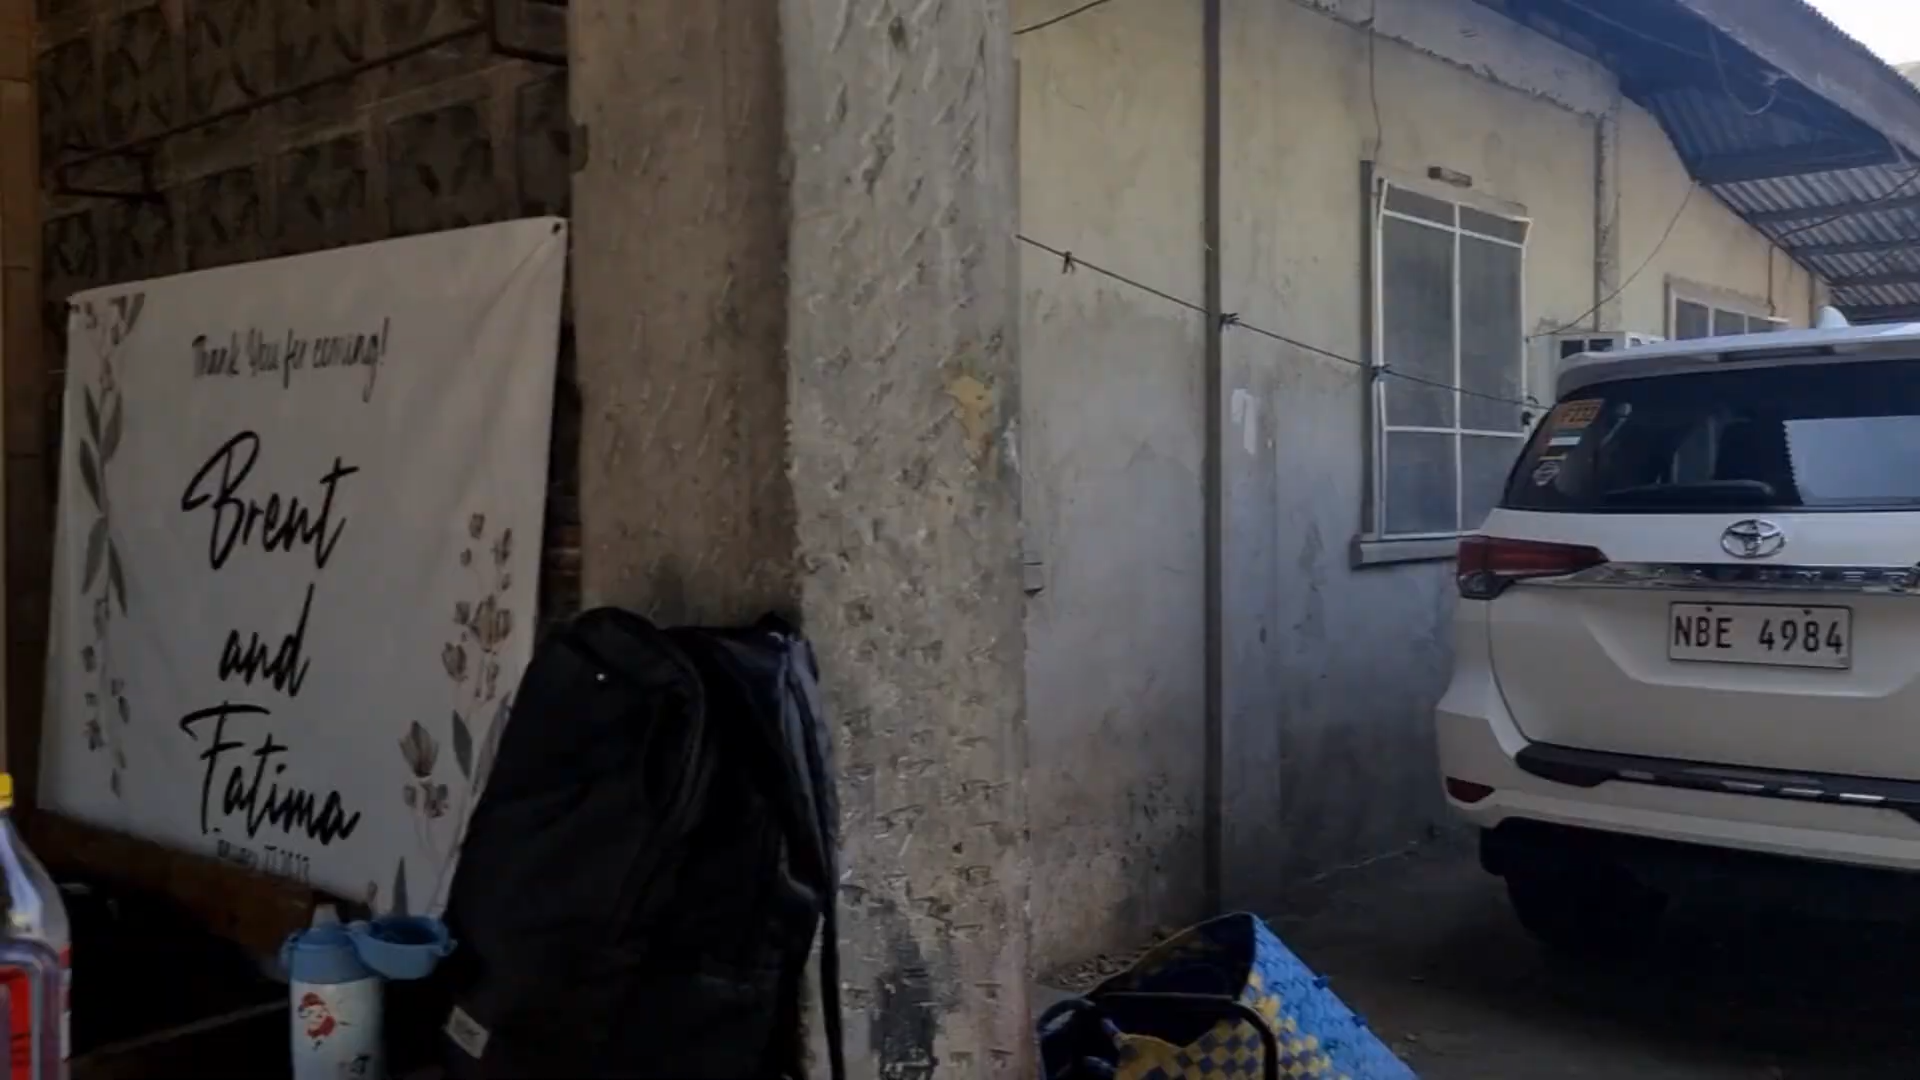 Thank You for coming!
Brent
and
Fatima
NBE 4984